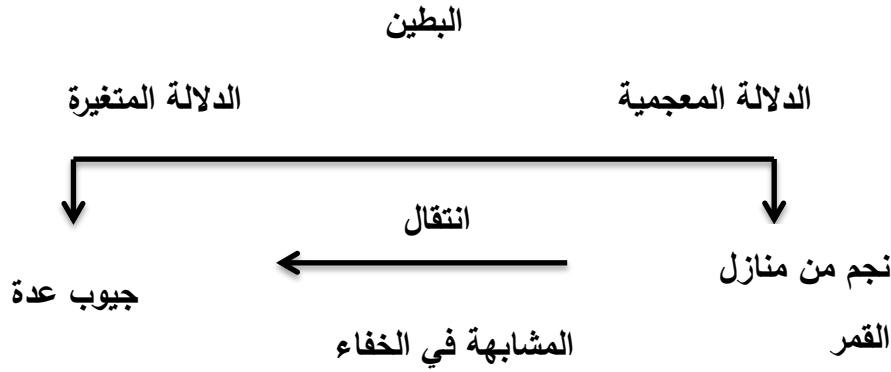 البطين
الدلالة المعجمية
الدلالة المتغيرة
انتقال
نجم من منازل
القمر
جيوب عدة
المشابهة في الخفاء